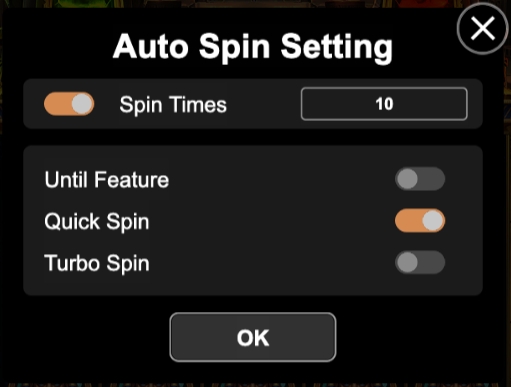 Auto Spin Setting
Spin Times 10
Until Feature
Quick Spin
Turbo Spin
OK